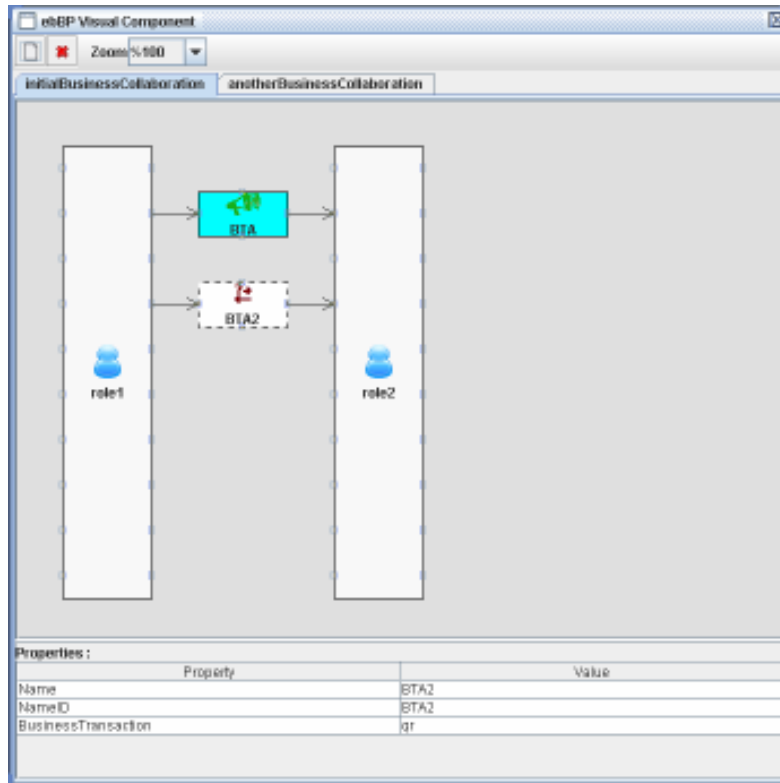 ebBP Visual Component
Zoom: %100
initialBusinessCollaboration anotherBusinessCollaboration
BTA
BTA2
role1 role2
Properties :
Property Value
Name BTA2
NameID BTA2
BusinessTransaction qr